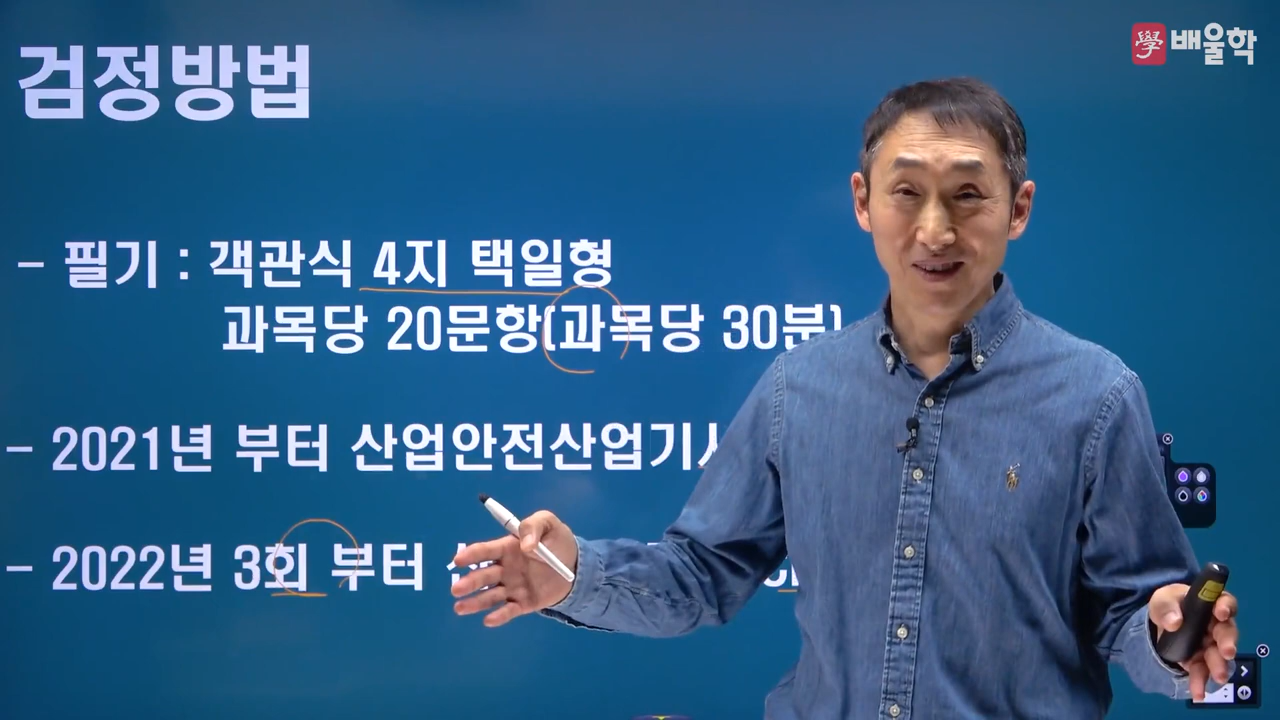 學 배울학
검정방법
- 필기 : 객관식 4지 택일형
과목당 20문항(과목당 30분)
- 2021년 부터 산업안전산업기사
- 2022년 3회 부터